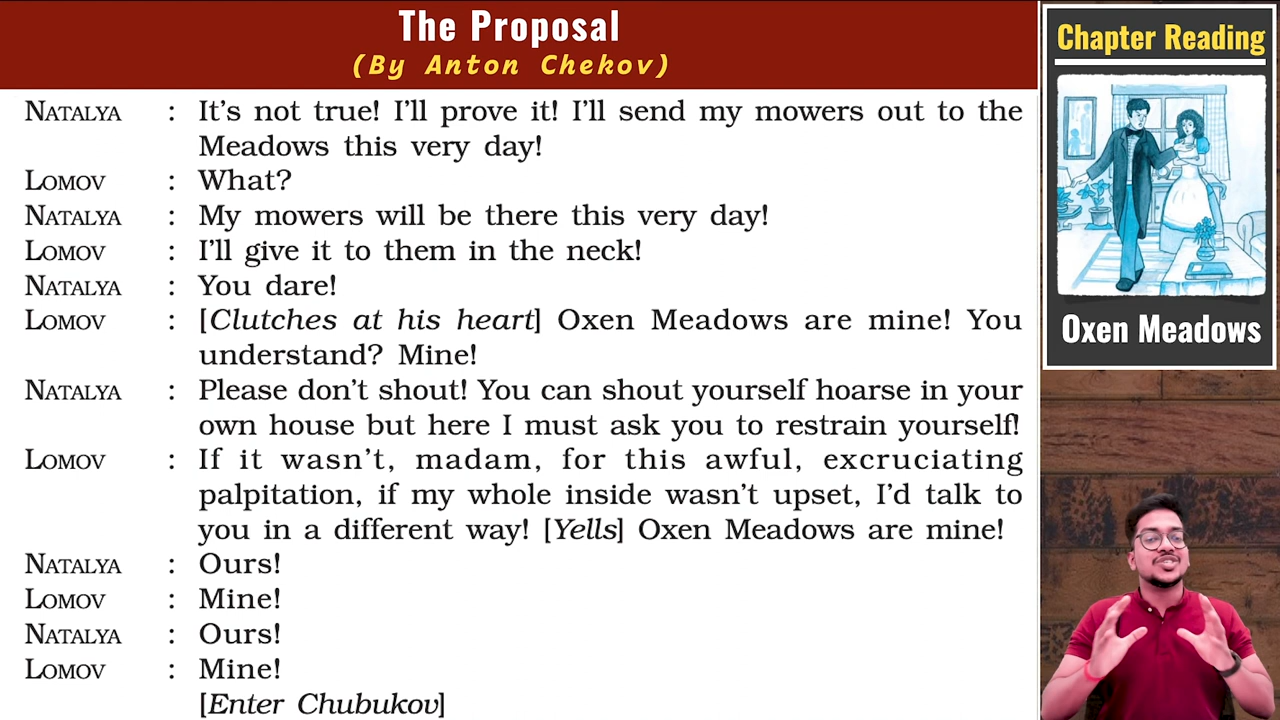 The Proposal
(By Anton Chekov)
NATALYA : It's not true! I'll prove it! I'll send my mowers out to the
Meadows this very day!
LOMOV : What?
NATALYA : My mowers will be there this very day!
LOMOV : I'll give it to them in the neck!
NATALYA : You dare!
LOMOV : [Clutches at his heart] Oxen Meadows are mine! You
understand? Mine!
NATALYA : Please don't shout! You can shout yourself hoarse in your
own house but here I must ask you to restrain yourself!
LOMOV : If it wasn't, madam, for this awful, excruciating
palpitation, if my whole inside wasn't upset, I'd talk to
you in a different way! [Yells] Oxen Meadows are mine!
NATALYA : Ours!
LOMOV : Mine!
NATALYA : Ours!
LOMOV : Mine!
[Enter Chubukov]
Chapter Reading
Oxen Meadows